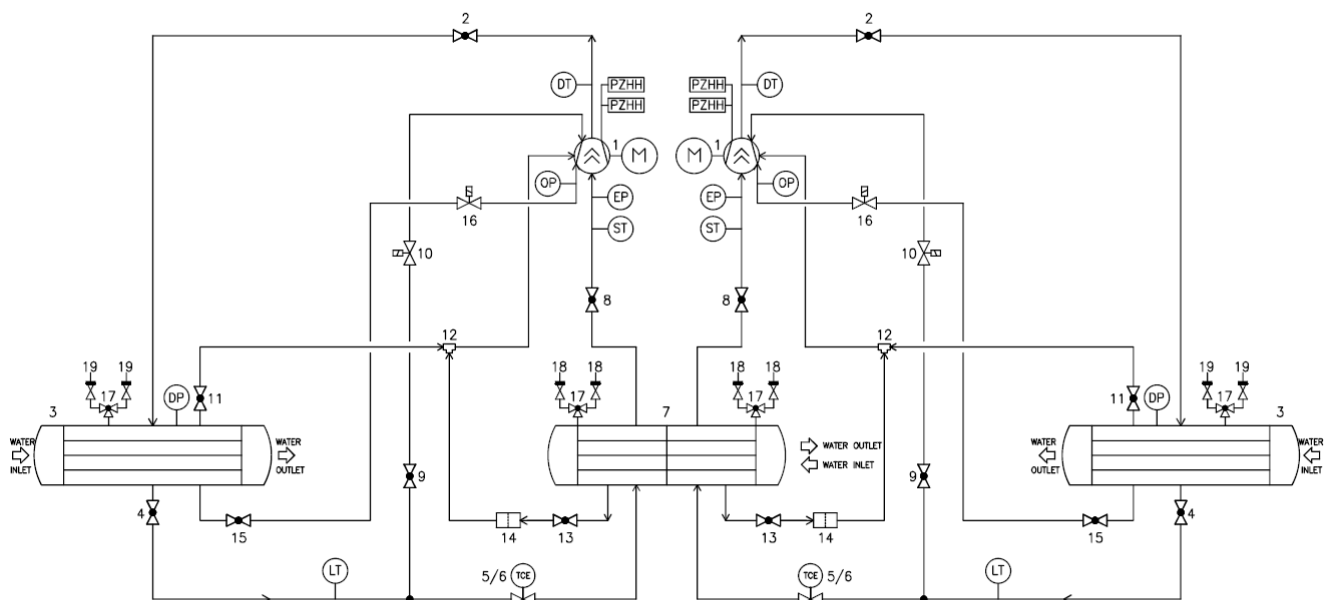 2 2
DT PZHH PZHH DT
PZHH PZHH
1 M M 1
OP EP EP OP
16 16
ST ST
10 10
8 8
12 12
19 19 18 18 18 18 19 19
17 DP 17 7 17 DP 17
3 11 11 3
WATER INLET
WATER OUTLET
WATER OUTLET
WATER INLET
WATER OUTLET
WATER INLET
9 9
4 15 14 13 13 14 15 4
LT 5/6 TCE TCE 5/6 LT